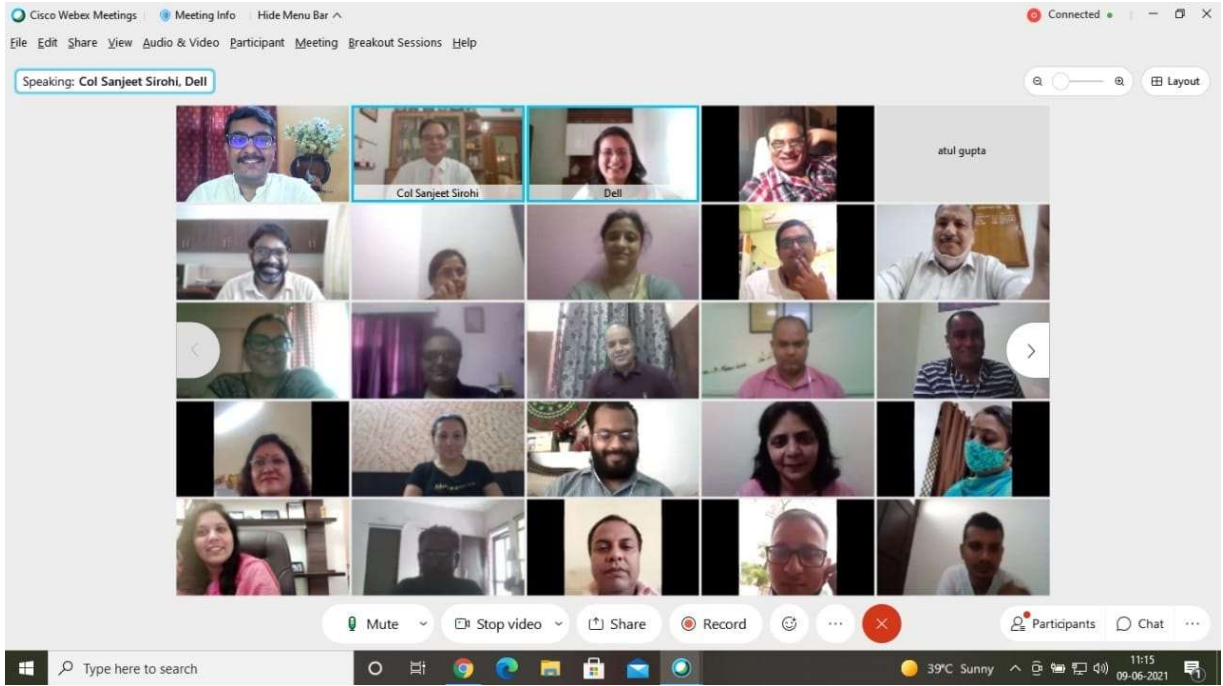 Cisco Webex Meetings Meeting Info Hide Menu Bar Connected
File Edit Share View Audio & Video Participant Meeting Breakout Sessions Help
Speaking: Col Sanjeet Sirohi, Dell
Layout
atul gupta
Col Sanjeet Sirohi
Dell
Mute Stop video Share Record Participants Chat
Type here to search
39°C Sunny
11:15
09-06-2021